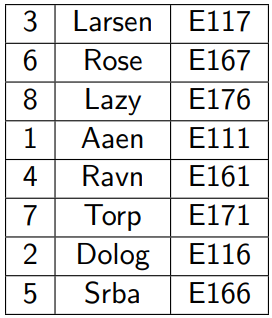 3 Larsen E117
6 Rose E167
8 Lazy E176
1 Aaen E111
4 Ravn E161
7 Torp E171
2 Dolog E116
5 Srba E166